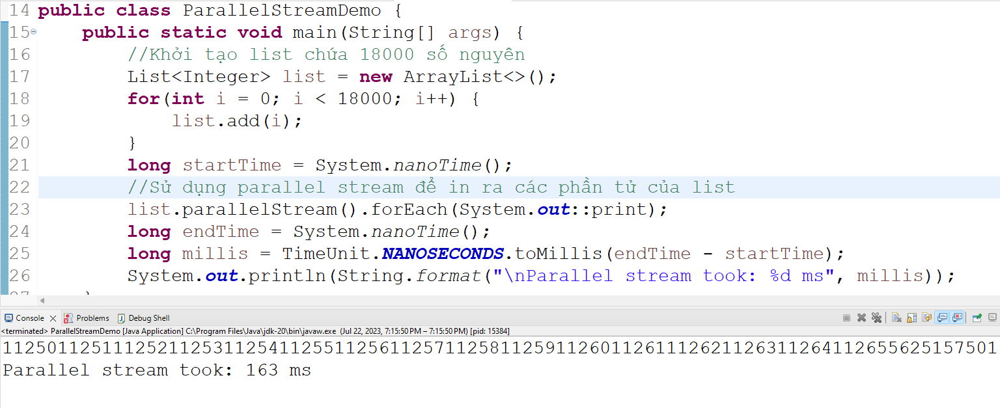 14 public class ParallelStreamDemo {
15 public static void main(String[] args) {
16 //Khởi tạo list chứa 18000 số nguyên
17 List<Integer> list = new ArrayList<>();
18 for(int i = 0; i < 18000; i++) {
19 list.add(i);
20 }
21 long startTime = System.nanoTime();
22 //Sử dụng parallel stream để in ra các phần tử của list
23 list.parallelStream().forEach(System.out::print);
24 long endTime = System.nanoTime();
25 long millis = TimeUnit.NANOSECONDS.toMillis(endTime - startTime);
26 System.out.println(String.format("\nParallel stream took: %d ms", millis));
Console Problems Debug Shell
<terminated> ParallelStreamDemo [Java Application] C:\Program Files\Java\jdk-20\bin\javaw.exe (Jul 22, 2023, 7:15:50 PM – 7:15:50 PM) [pid: 15384]
112501125111252112531125411255112561125711258112591126011261112621126311264112655625157501
Parallel stream took: 163 ms